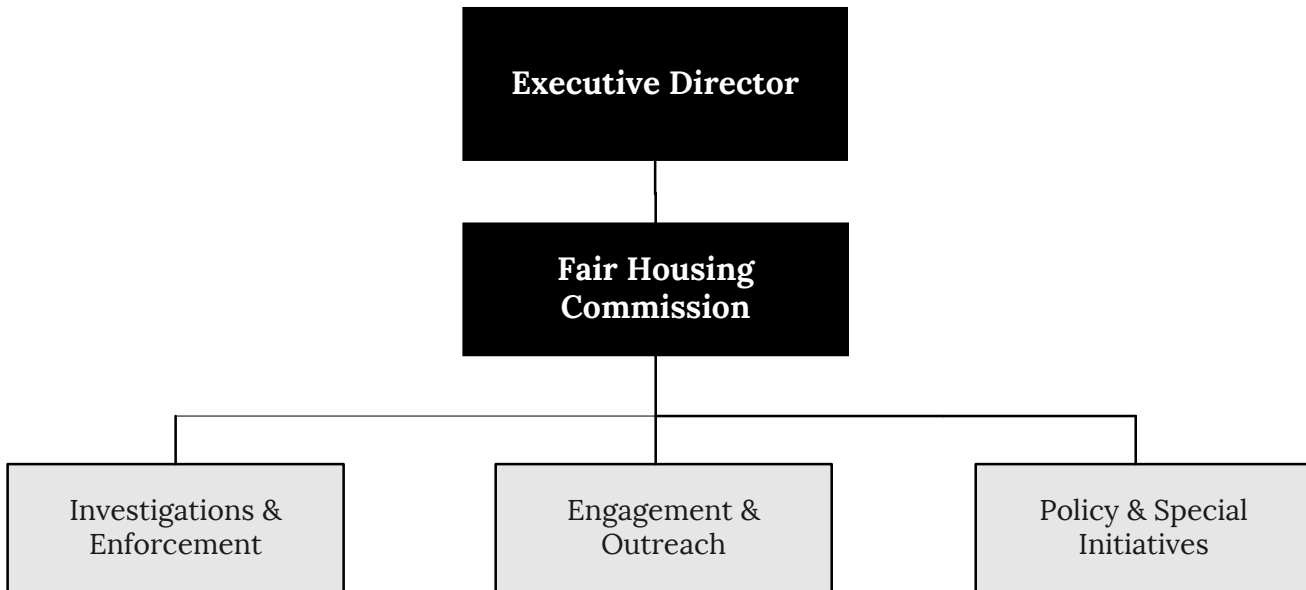 Executive Director
Fair Housing
Commission
Investigations &
Enforcement
Engagement &
Outreach
Policy & Special
Initiatives